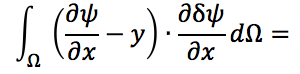 ∫_Ω (∂ψ/∂x − y) · ∂δψ/∂x dΩ =